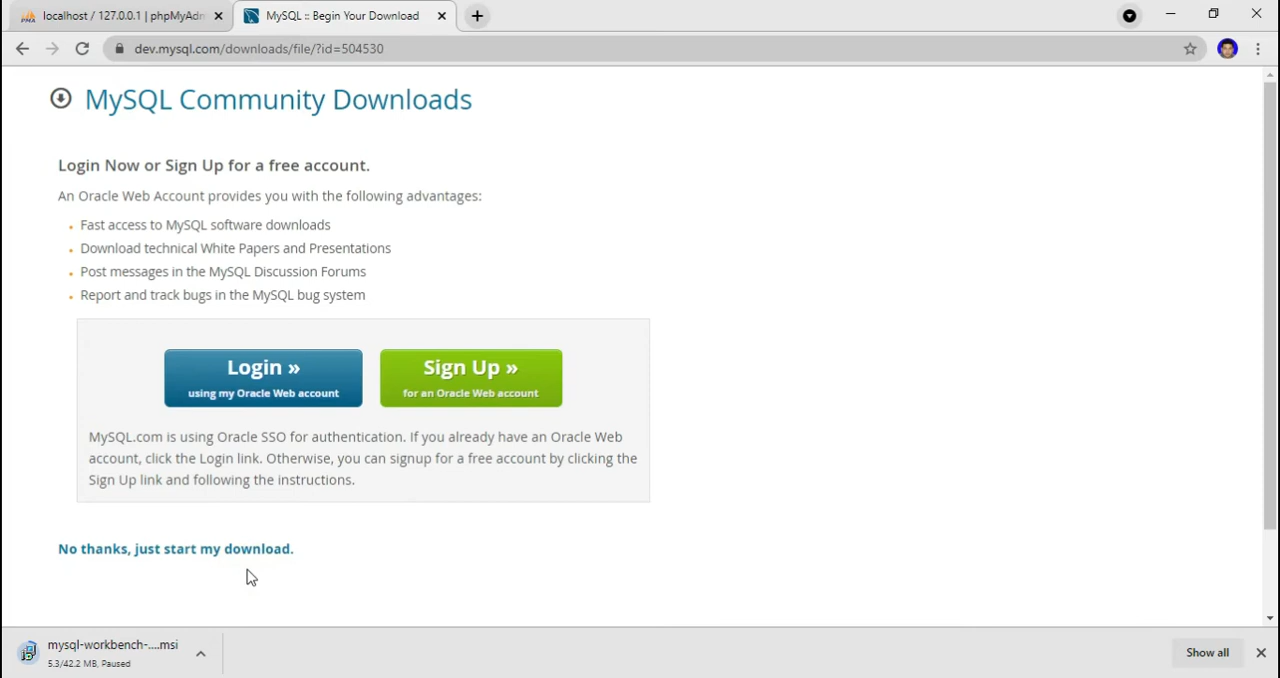 localhost / 127.0.0.1 | phpMyAdm
MySQL :: Begin Your Download
dev.mysql.com/downloads/file/?id=504530
MySQL Community Downloads
Login Now or Sign Up for a free account.
An Oracle Web Account provides you with the following advantages:
Fast access to MySQL software downloads
Download technical White Papers and Presentations
Post messages in the MySQL Discussion Forums
Report and track bugs in the MySQL bug system
Login »
using my Oracle Web account
Sign Up »
for an Oracle Web account
MySQL.com is using Oracle SSO for authentication. If you already have an Oracle Web
account, click the Login link. Otherwise, you can signup for a free account by clicking the
Sign Up link and following the instructions.
No thanks, just start my download.
mysql-workbench-....msi
5.3/42.2 MB, Paused
Show all